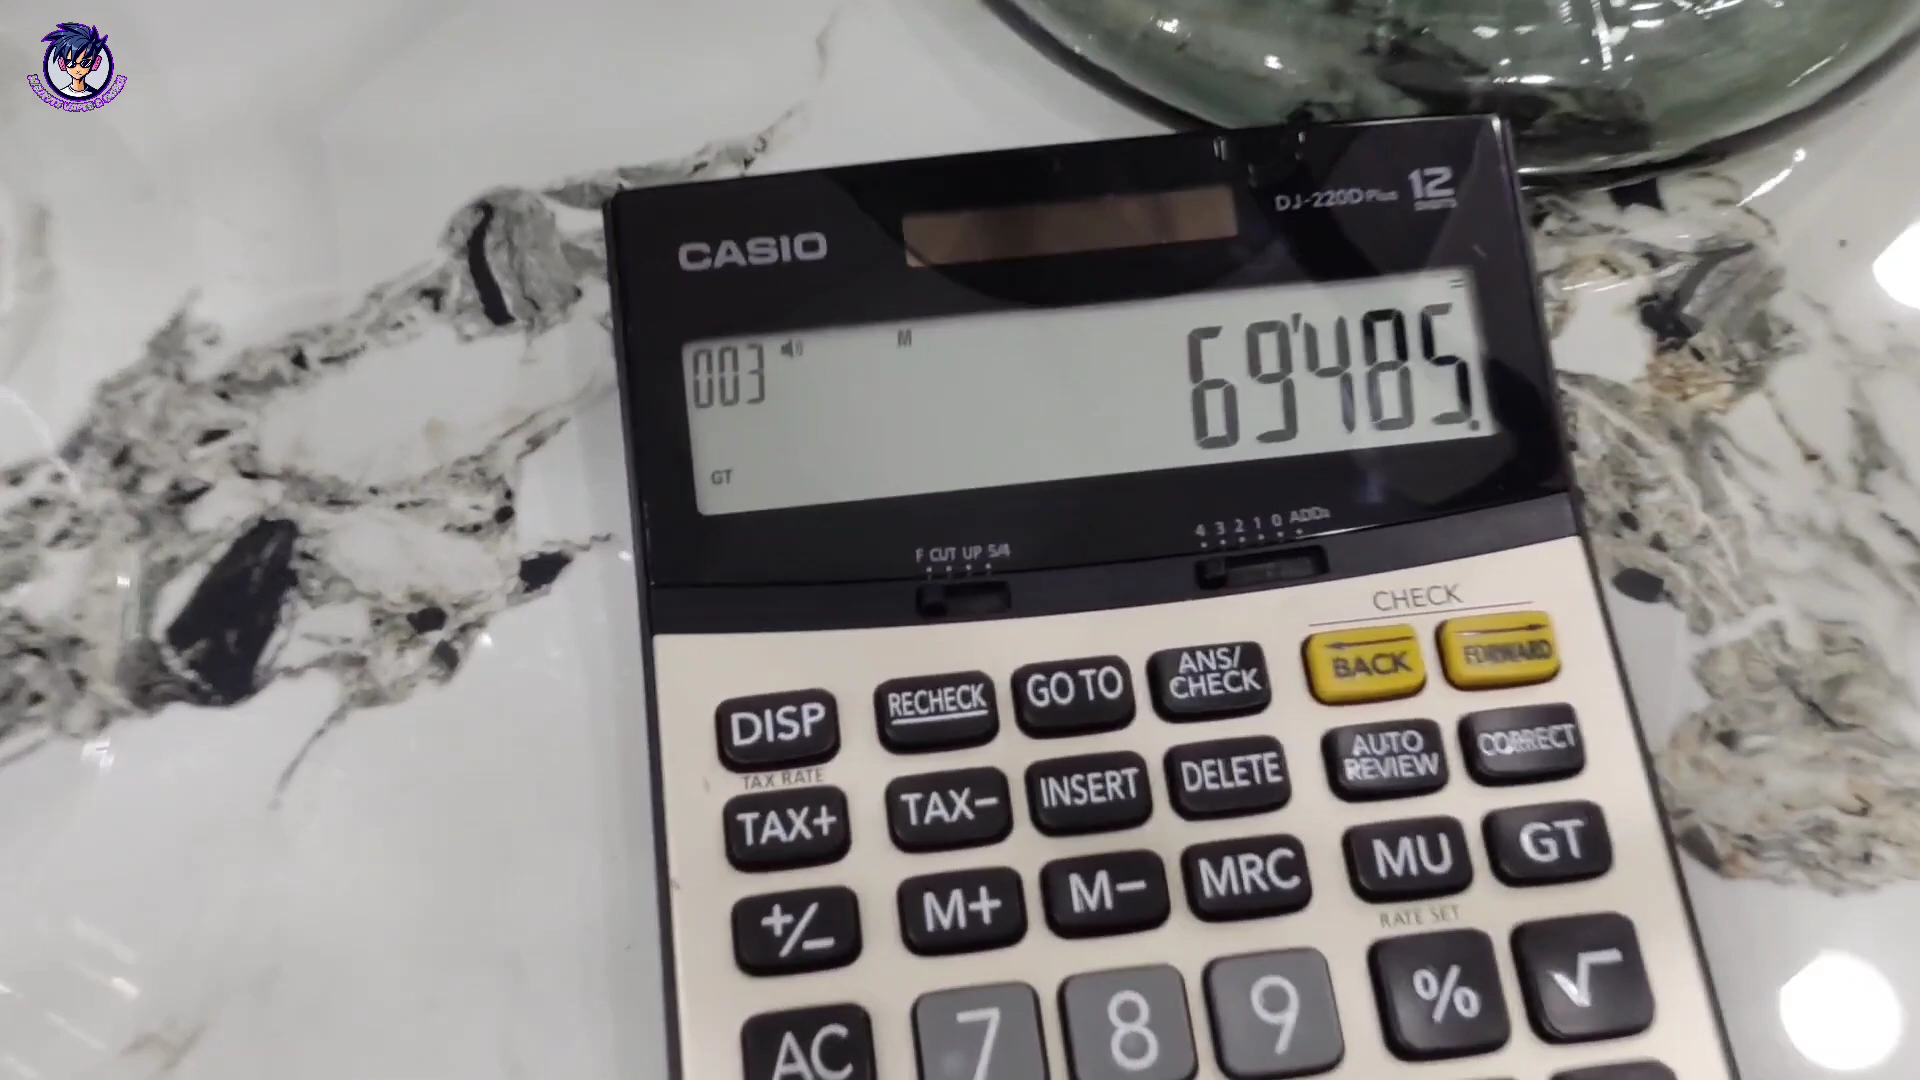 CASIO
DJ-220D Plus 12
DIGITS
003 M 69'485.
=
GT
F CUT UP 5/4
4 3 2 1 0 ADD₂
CHECK
DISP RECHECK GO TO ANS/CHECK BACK FORWARD
TAX RATE
TAX+ TAX− INSERT DELETE AUTO REVIEW CORRECT
+/− M+ M− MRC MU GT
RATE SET
AC 7 8 9 % √